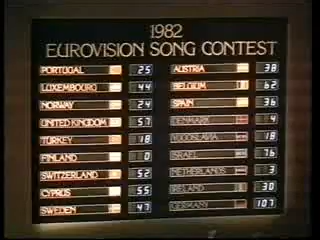 1982
EUROVISION SONG CONTEST
PORTUGAL 25 AUSTRIA 38
LUXEMBOURG 44 BELGIUM 62
NORWAY 24 SPAIN 36
UNITED KINGDOM 57 DENMARK 4
TURKEY 18 YUGOSLAVIA 18
FINLAND 0 ISRAEL 76
SWITZERLAND 52 NETHERLANDS 3
CYPRUS 55 IRELAND 30
SWEDEN 47 GERMANY 107